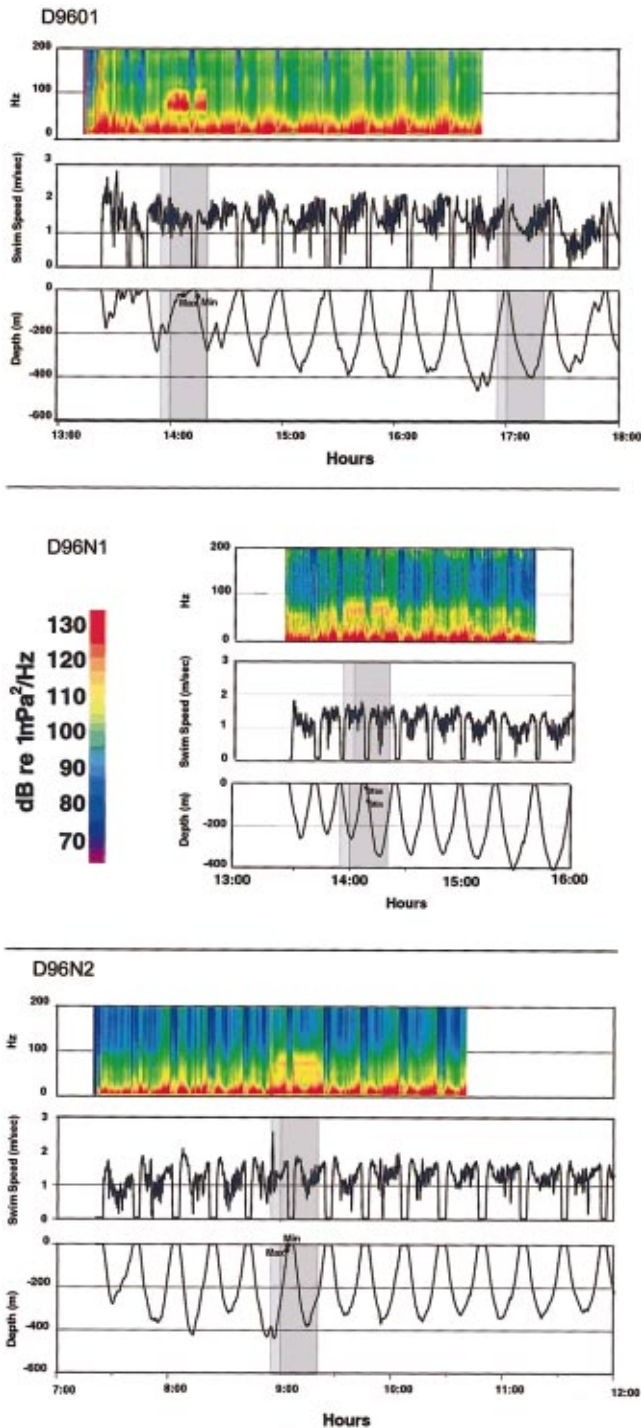 D9601
200
Hz
100
0
3
Swim Speed (m/sec)
2
1
0
0
Max
Min
Depth (m)
-200
-400
-600
13:00
14:00
15:00
16:00
17:00
18:00
Hours
D96N1
130
120
110
100
90
80
70
dB re 1nPa²/Hz
200
Hz
100
0
3
Swim Speed (m/sec)
2
1
0
0
Depth (m)
-200
-400
13:00
14:00
15:00
16:00
Hours
D96N2
200
Hz
100
0
3
Swim Speed (m/sec)
2
1
0
0
Min
Max
Depth (m)
-200
-400
-600
7:00
8:00
9:00
10:00
11:00
12:00
Hours